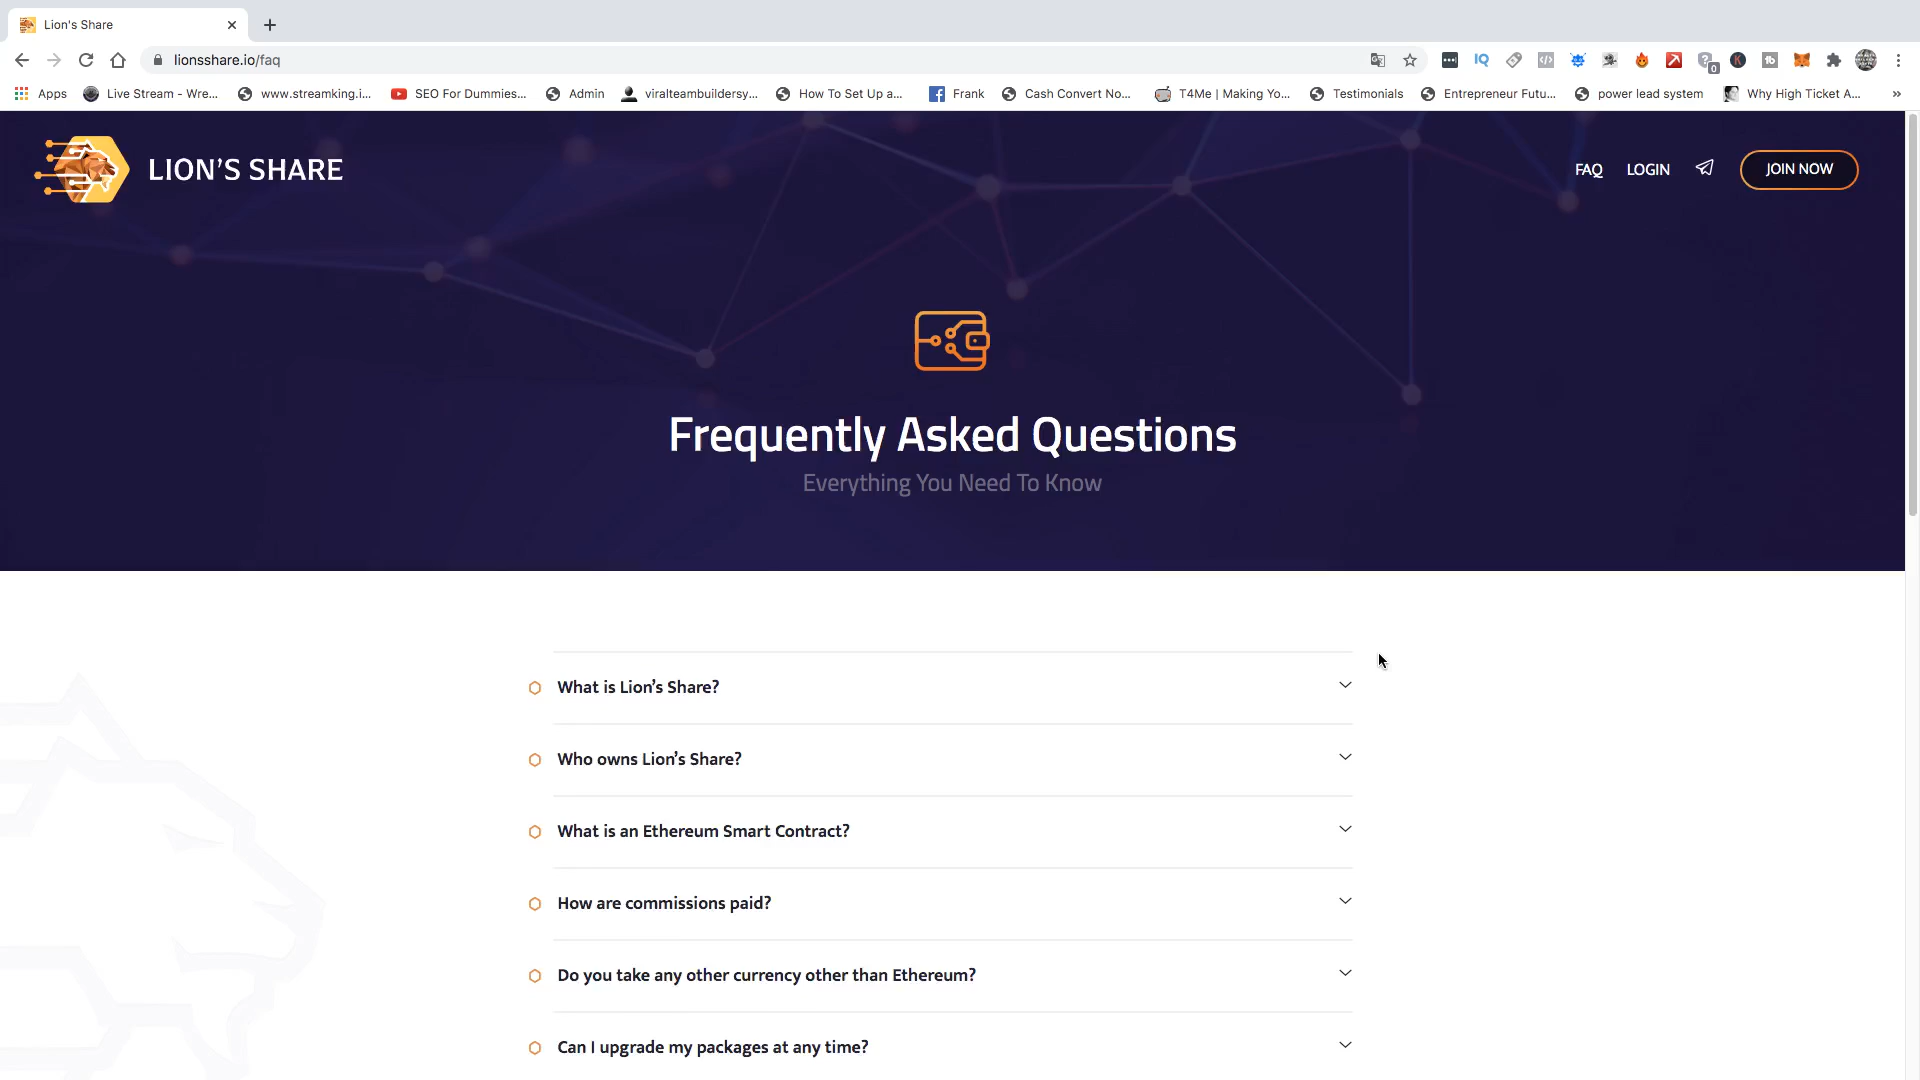 Lion's Share
lionsshare.io/faq
IQ
0
Apps
Live Stream - Wre...
www.streamking.i...
SEO For Dummies...
Admin
viralteambuildersy...
How To Set Up a...
Frank
Cash Convert No...
T4Me | Making Yo...
Testimonials
Entrepreneur Futu...
power lead system
Why High Ticket A...
»
LION'S SHARE
FAQ
LOGIN
JOIN NOW
Frequently Asked Questions
Everything You Need To Know
What is Lion's Share?
Who owns Lion's Share?
What is an Ethereum Smart Contract?
How are commissions paid?
Do you take any other currency other than Ethereum?
Can I upgrade my packages at any time?